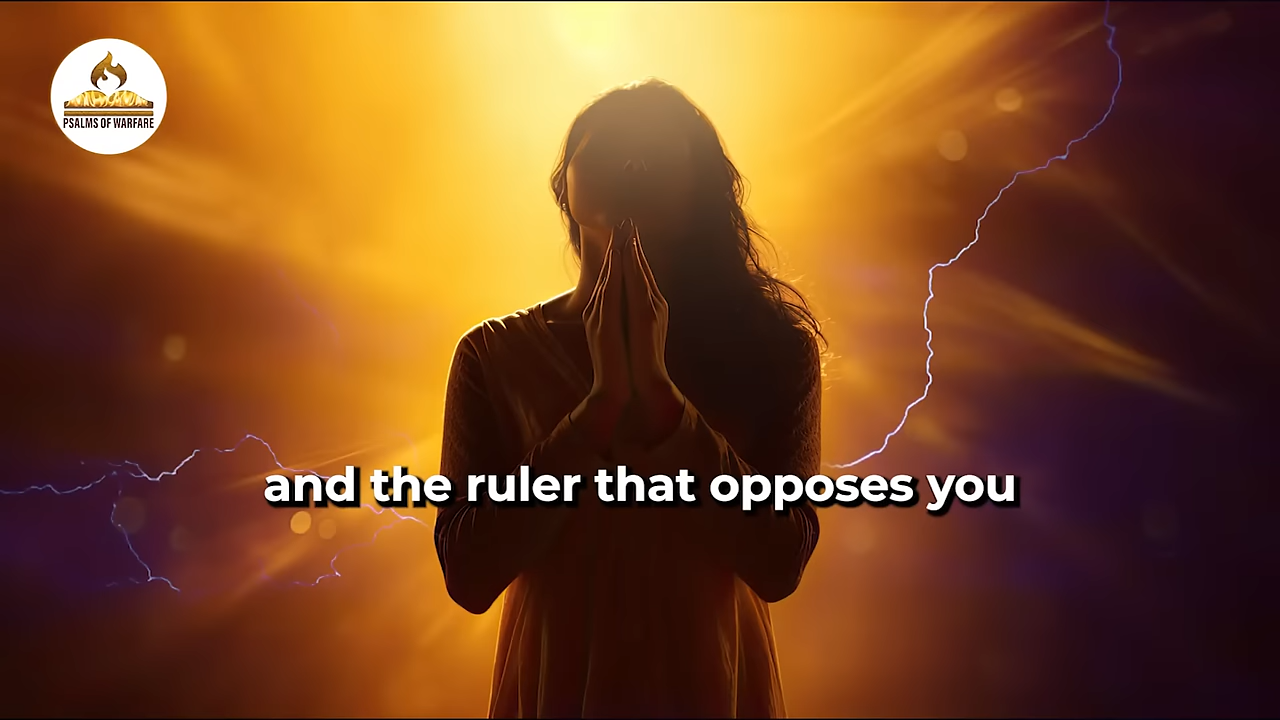 PSALMS OF WARFARE
and the ruler that opposes you